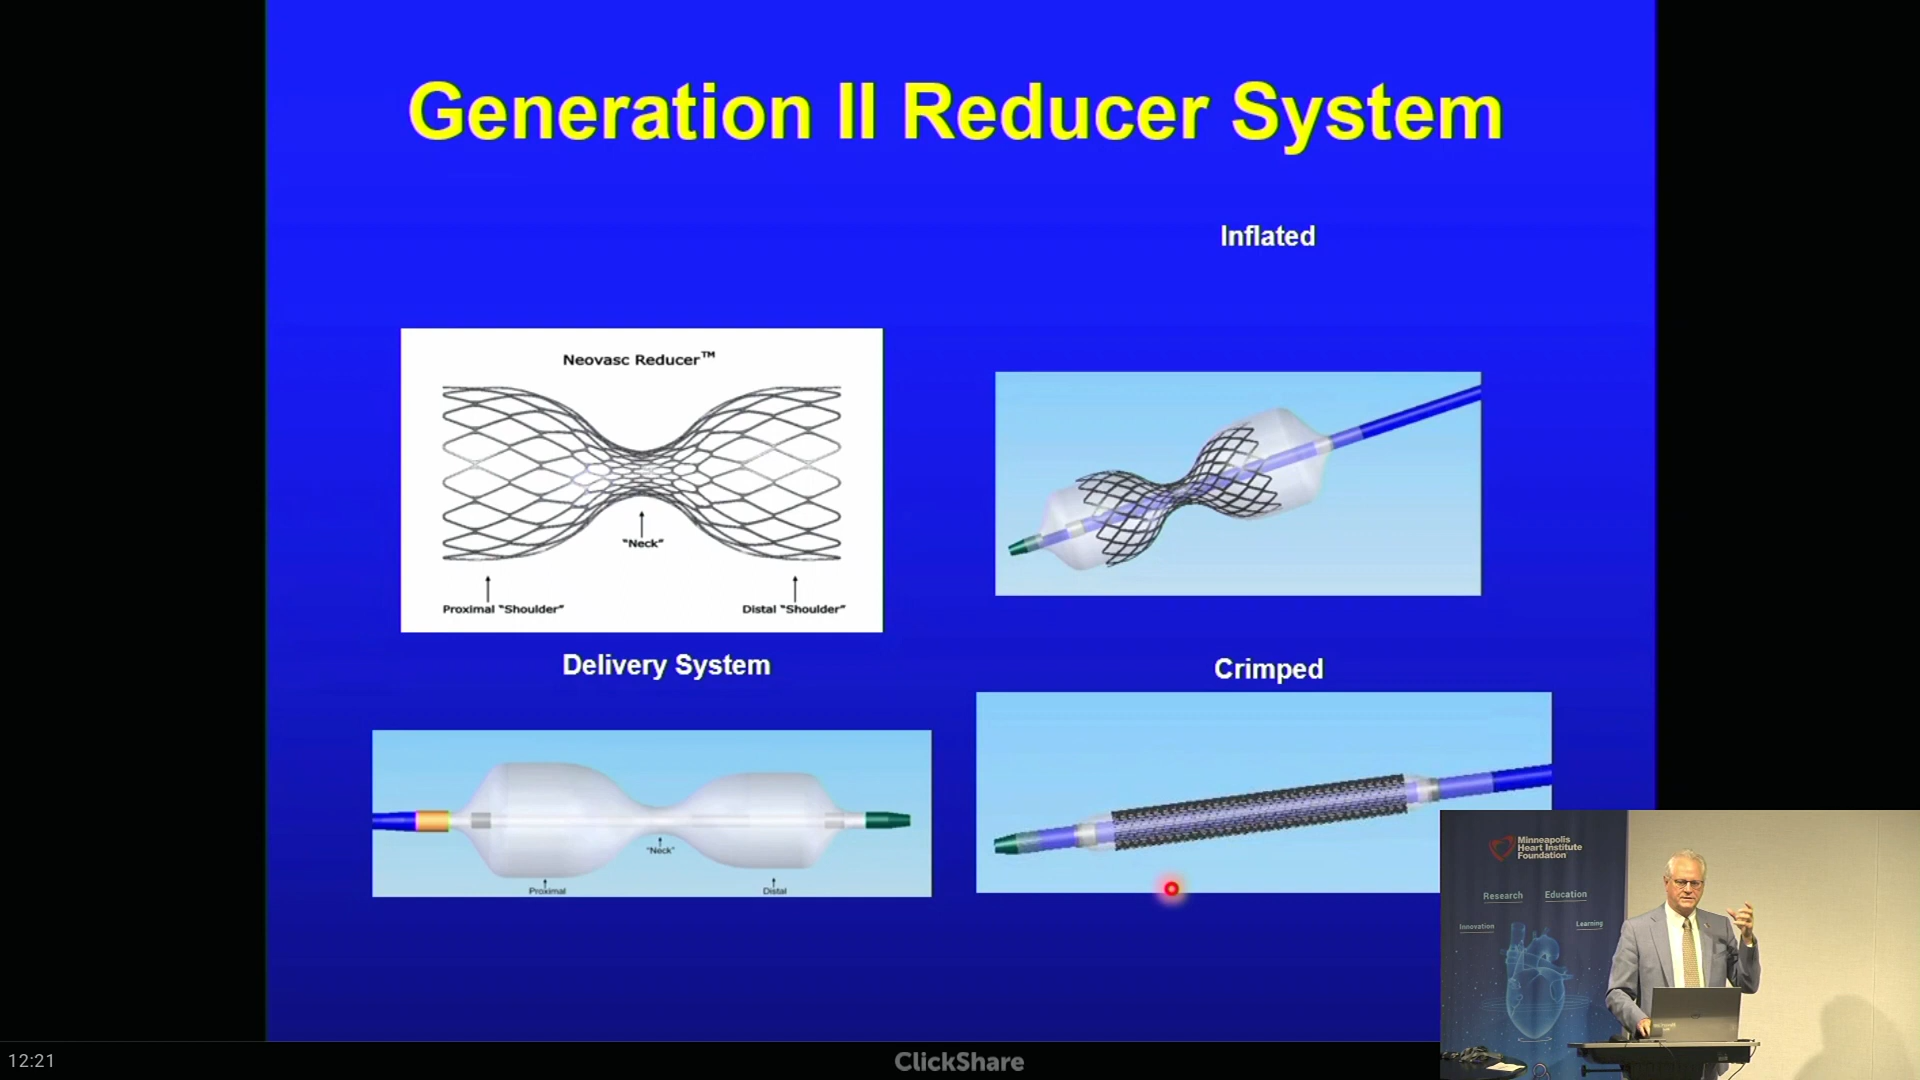 Generation II Reducer System
Inflated
Neovasc Reducer™
"Neck"
Proximal "Shoulder"
Distal "Shoulder"
Delivery System
Crimped
"Neck"
Proximal
Distal
Minneapolis
Heart Institute
Foundation
Research
Education
Innovation
Learning
12:21
ClickShare